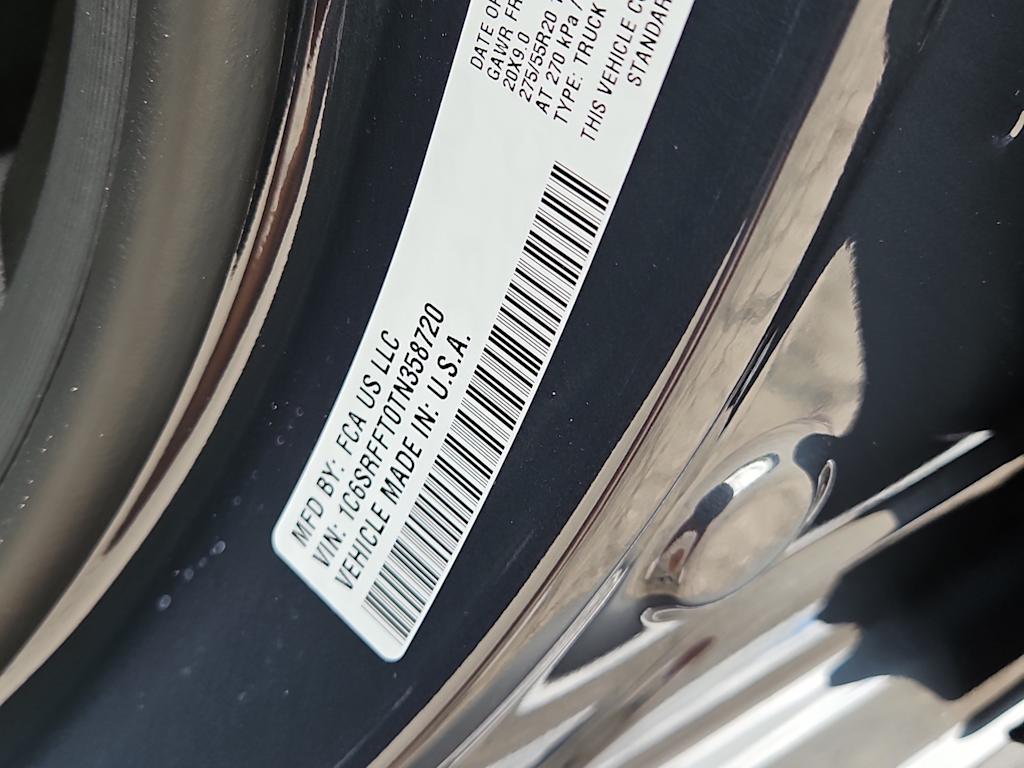 MFD BY: FCA US LLC
VIN: 1C6SRFFT0TN358720
VEHICLE MADE IN: U.S.A.
DATE OF
GAWR FR
20X9.0
275/55R20
AT 270 kPa /
TYPE: TRUCK
THIS VEHICLE CO
STANDAR